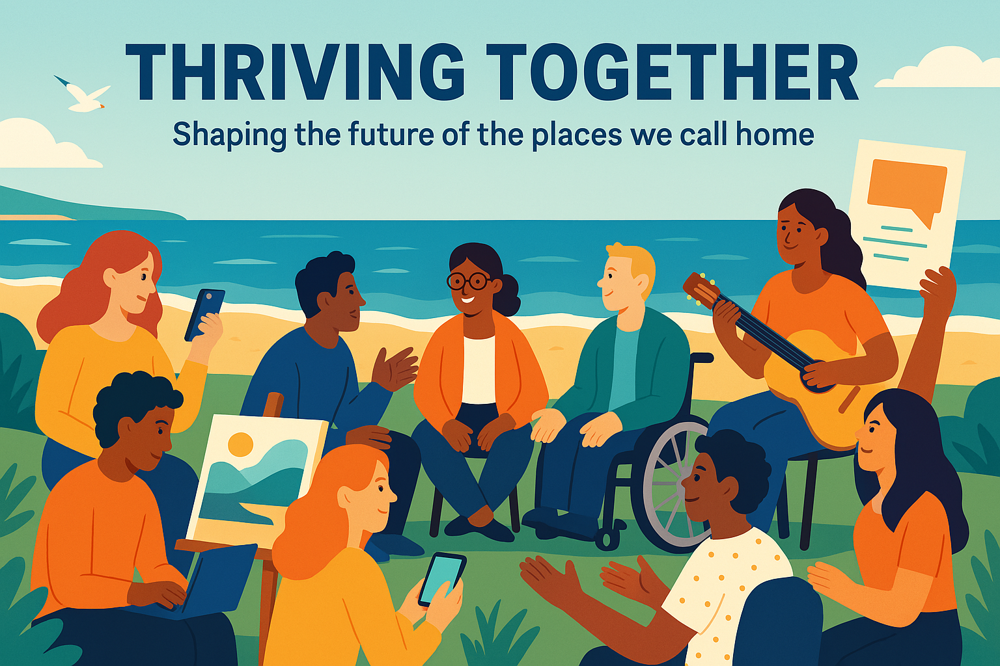 THRIVING TOGETHER
Shaping the future of the places we call home